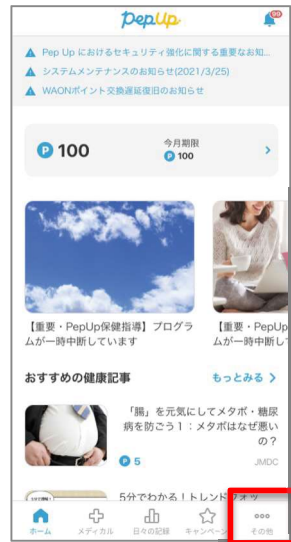 PepUp
99
Pep Up におけるセキュリティ強化に関する重要なお知...
システムメンテナンスのお知らせ(2021/3/25)
WAONポイント交換遅延復旧のお知らせ
P 100
今月期限
P 100
【重要・PepUp保健指導】プログラ
ムが一時中断しています
【重要・PepUp
ムが一時中断し
おすすめの健康記事
もっとみる
「腸」を元気にしてメタボ・糖尿
病を防ごう１：メタボはなぜ悪い
の？
P 5
JMDC
5分でわかる！トレンドウォッ
ホーム
メディカル
日々の記録
キャンペーン
その他